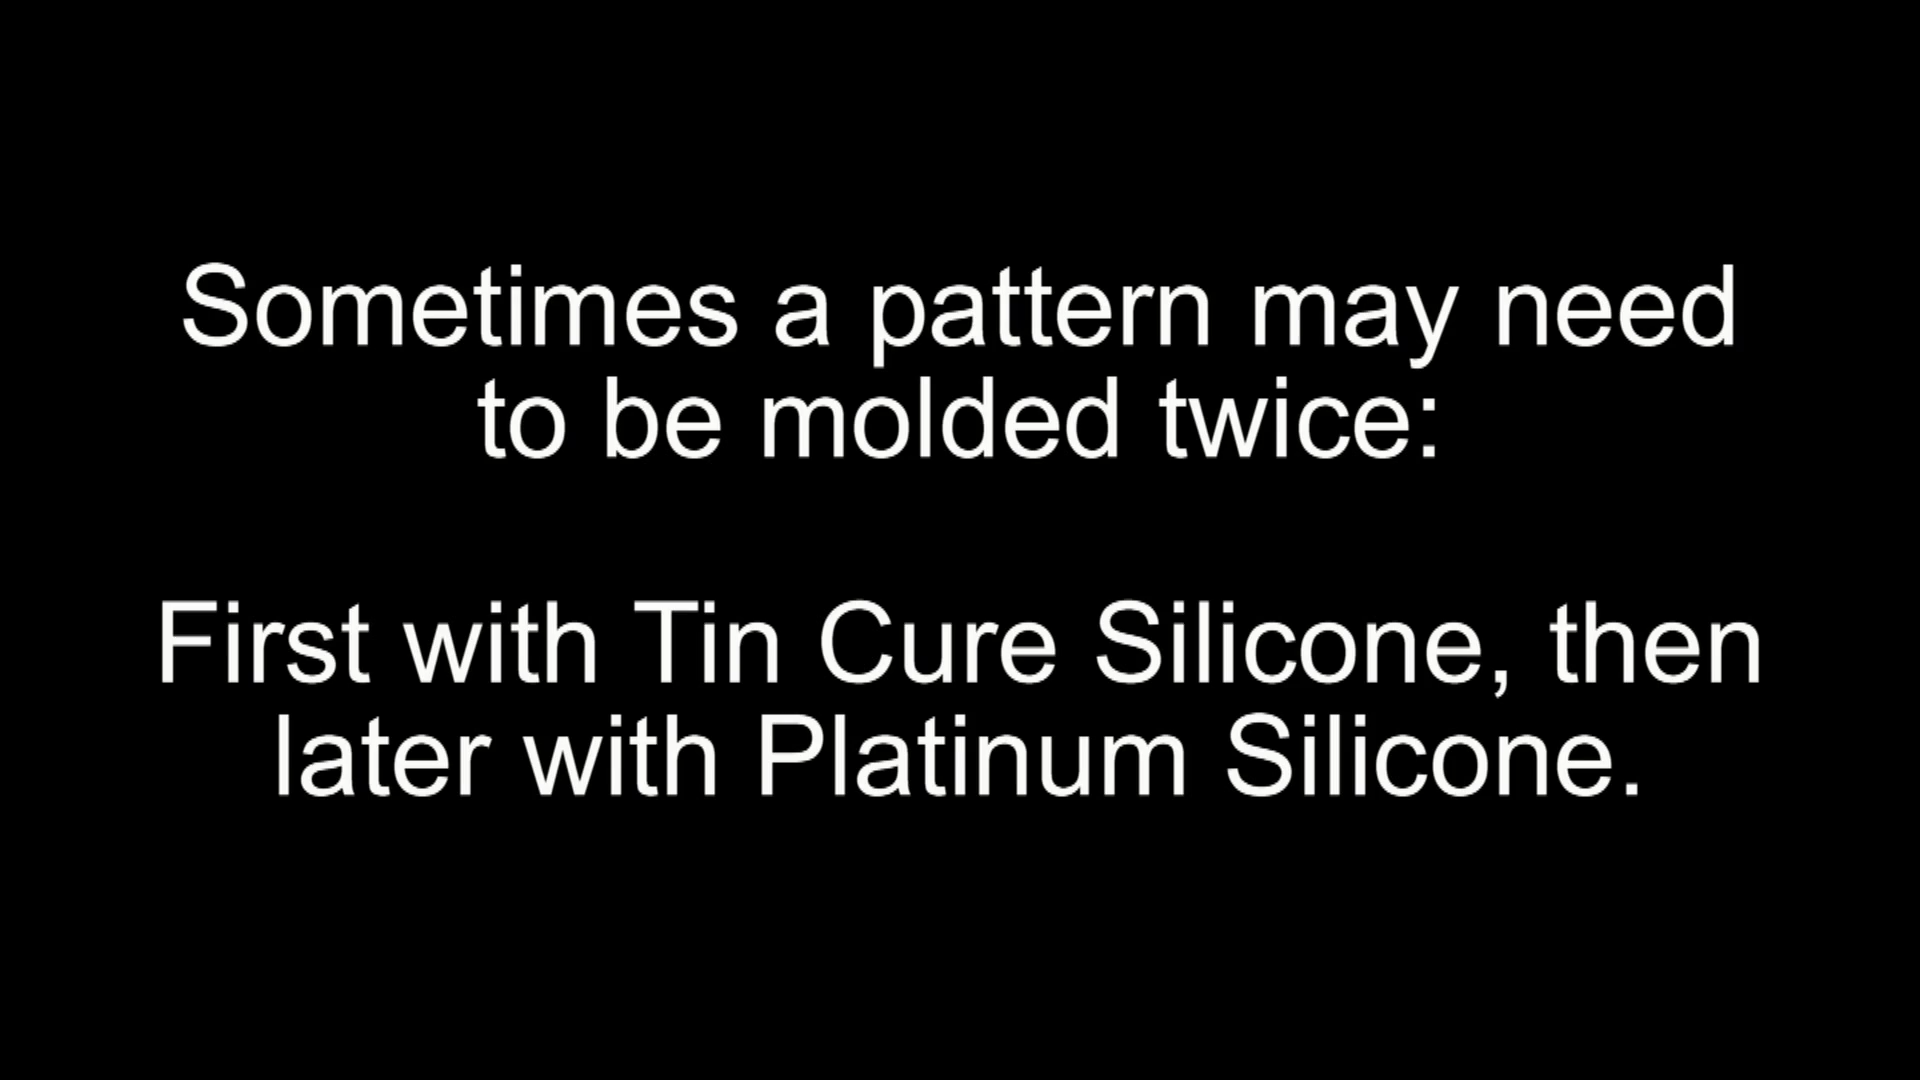 Sometimes a pattern may need
to be molded twice:
First with Tin Cure Silicone, then
later with Platinum Silicone.